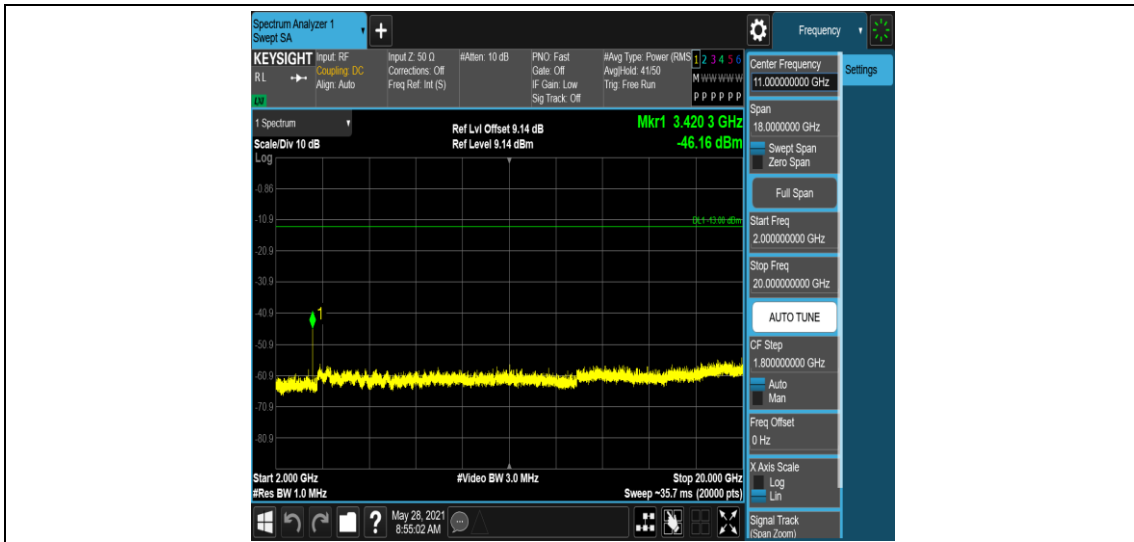 Spectrum Analyzer 1
Swept SA
+
Frequency
KEYSIGHT
RL
LXI
Input: RF
Coupling: DC
Align: Auto
Input Z: 50 Ω
Corrections: Off
Freq Ref: Int (S)
#Atten: 10 dB
PNO: Fast
Gate: Off
IF Gain: Low
Sig Track: Off
#Avg Type: Power (RMS
Avg|Hold: 41/50
Trig: Free Run
1 2 3 4 5 6
M W W W W W
P P P P P P
Center Frequency
11.000000000 GHz
Settings
Span
18.0000000 GHz
Swept Span
Zero Span
Full Span
Start Freq
2.000000000 GHz
Stop Freq
20.000000000 GHz
AUTO TUNE
CF Step
1.800000000 GHz
Auto
Man
Freq Offset
0 Hz
X Axis Scale
Log
Lin
Signal Track
(Span Zoom)
1 Spectrum
Scale/Div 10 dB
Ref Lvl Offset 9.14 dB
Ref Level 9.14 dBm
Mkr1 3.420 3 GHz
-46.16 dBm
Log
-0.86
-10.9
DL1 -13.00 dBm
-20.9
-30.9
-40.9
1
-50.9
-60.9
-70.9
-80.9
Start 2.000 GHz
#Video BW 3.0 MHz
Stop 20.000 GHz
#Res BW 1.0 MHz
Sweep ~35.7 ms (20000 pts)
?
May 28, 2021
8:55:02 AM